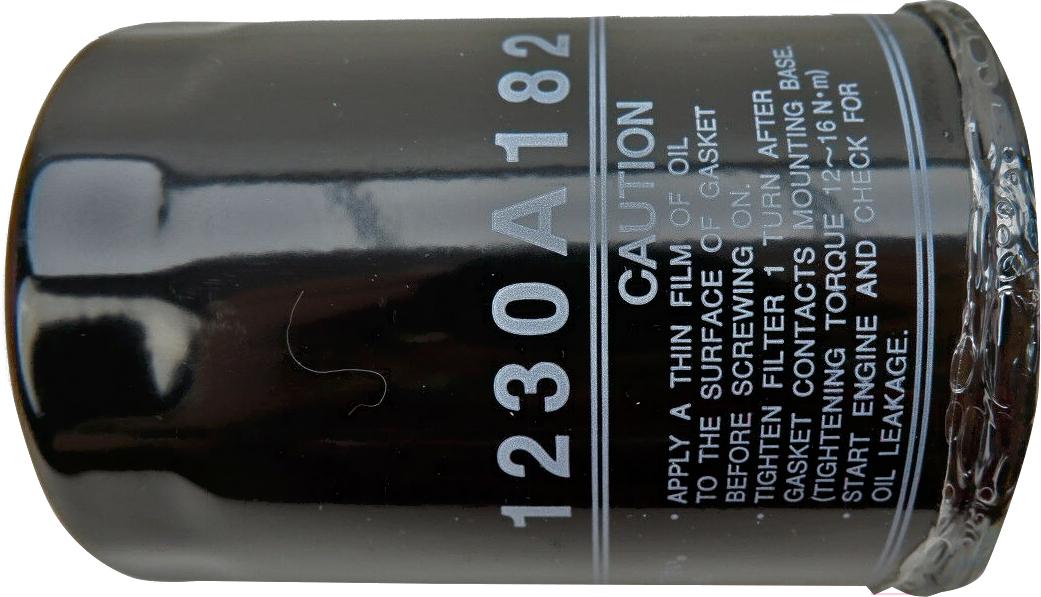 1230A182
CAUTION
• APPLY A THIN FILM OF OIL
TO THE SURFACE OF GASKET
BEFORE SCREWING ON.
• TIGHTEN FILTER 1 TURN AFTER
GASKET CONTACTS MOUNTING BASE.
(TIGHTENING TORQUE 12~16 N·m)
• START ENGINE AND CHECK FOR
OIL LEAKAGE.